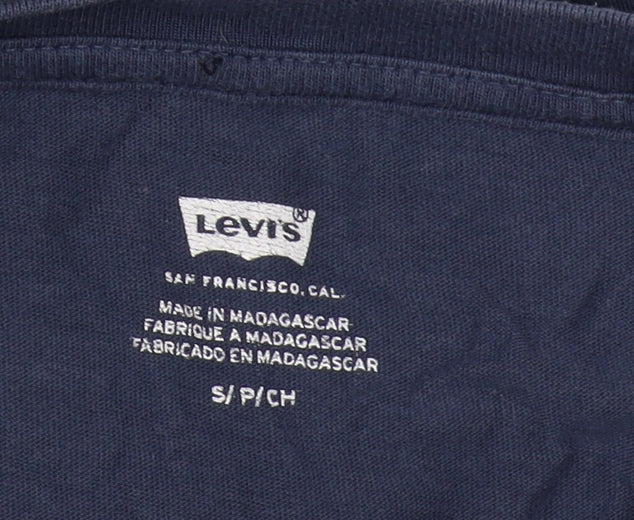 Levi's®
SAN FRANCISCO, CAL.
MADE IN MADAGASCAR
FABRIQUE A MADAGASCAR
FABRICADO EN MADAGASCAR
S/P/CH